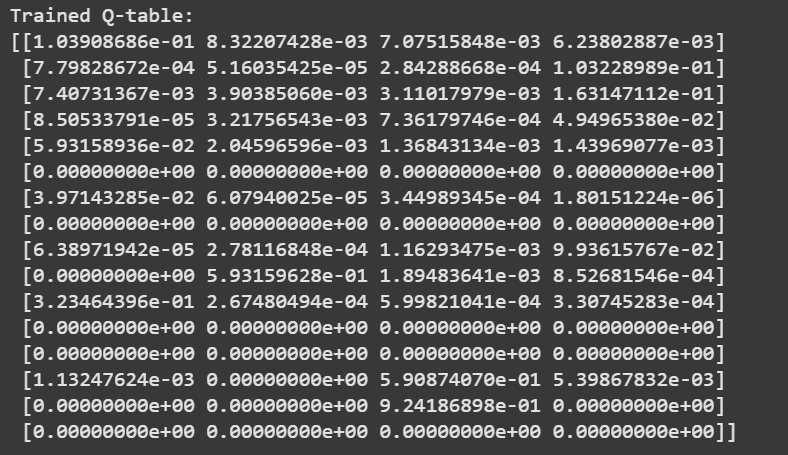 Trained Q-table:
[[1.03908686e-01 8.32207428e-03 7.07515848e-03 6.23802887e-03]
[7.79828672e-04 5.16035425e-05 2.84288668e-04 1.03228989e-01]
[7.40731367e-03 3.90385060e-03 3.11017979e-03 1.63147112e-01]
[8.50533791e-05 3.21756543e-03 7.36179746e-04 4.94965380e-02]
[5.93158936e-02 2.04596596e-03 1.36843134e-03 1.43969077e-03]
[0.00000000e+00 0.00000000e+00 0.00000000e+00 0.00000000e+00]
[3.97143285e-02 6.07940025e-05 3.44989345e-04 1.80151224e-06]
[0.00000000e+00 0.00000000e+00 0.00000000e+00 0.00000000e+00]
[6.38971942e-05 2.78116848e-04 1.16293475e-03 9.93615767e-02]
[0.00000000e+00 5.93159628e-01 1.89483641e-03 8.52681546e-04]
[3.23464396e-01 2.67480494e-04 5.99821041e-04 3.30745283e-04]
[0.00000000e+00 0.00000000e+00 0.00000000e+00 0.00000000e+00]
[0.00000000e+00 0.00000000e+00 0.00000000e+00 0.00000000e+00]
[1.13247624e-03 0.00000000e+00 5.90874070e-01 5.39867832e-03]
[0.00000000e+00 0.00000000e+00 9.24186898e-01 0.00000000e+00]
[0.00000000e+00 0.00000000e+00 0.00000000e+00 0.00000000e+00]]